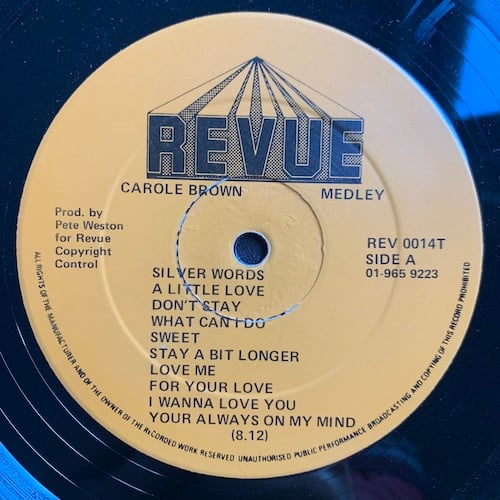 REVUE
CAROLE BROWN MEDLEY
Prod. by
Pete Weston
for Revue
Copyright
Control
REV 0014T
SIDE A
01-965 9223
SILVER WORDS
A LITTLE LOVE
DON'T STAY
WHAT CAN I DO
SWEET
STAY A BIT LONGER
LOVE ME
FOR YOUR LOVE
I WANNA LOVE YOU
YOUR ALWAYS ON MY MIND
(8.12)
ALL RIGHTS OF THE MANUFACTURER AND OF THE OWNER OF THE RECORDED WORK RESERVED UNAUTHORISED PUBLIC PERFORMANCE BROADCASTING AND COPYING OF THIS RECORD PROHIBITED